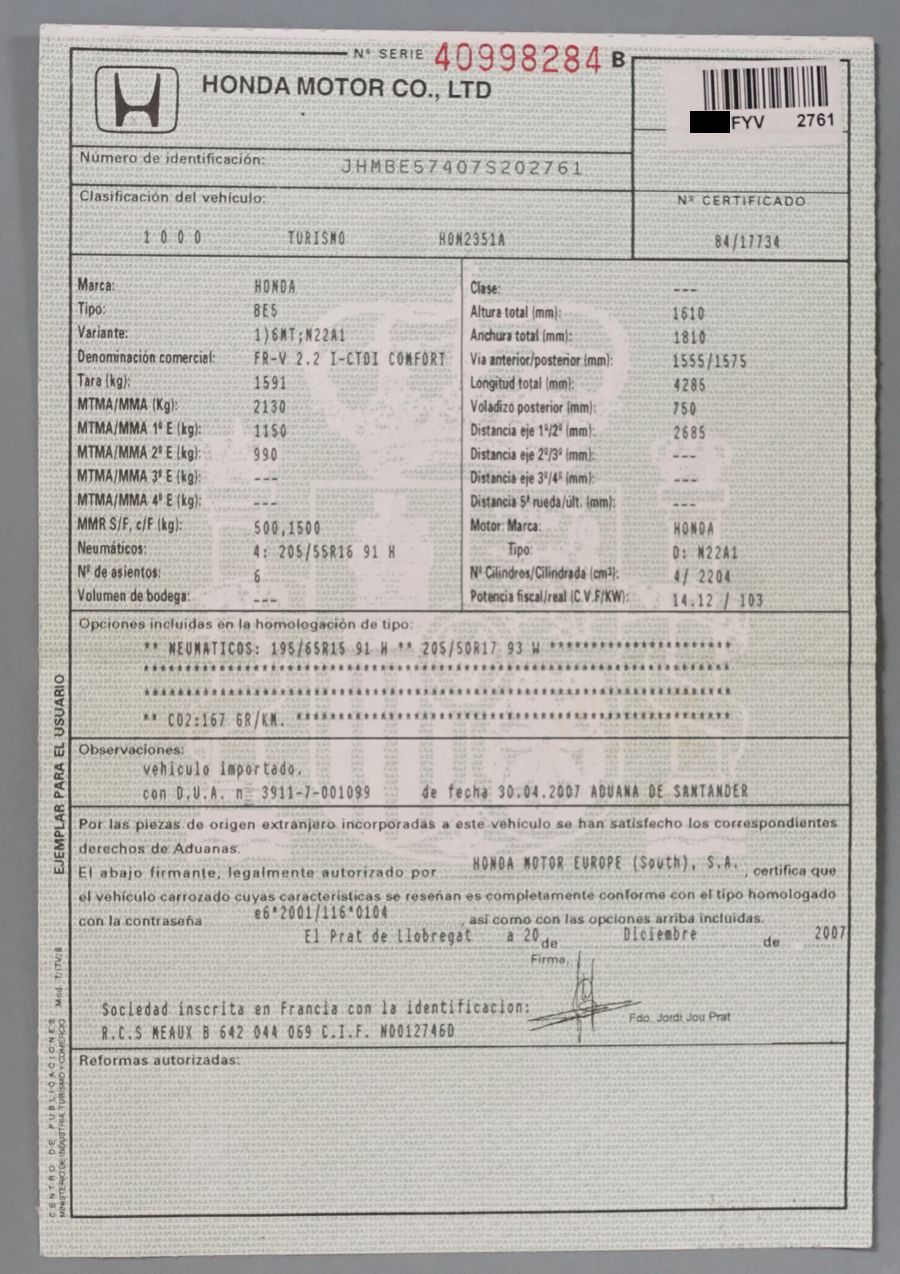 Nº SERIE 40998284 B
HONDA MOTOR CO., LTD
FYV 2761
Número de identificación: JHMBE57407S202761
Clasificación del vehículo:
Nº CERTIFICADO
1000 TURISMO HON2351A
84/17734
Marca: HONDA
Tipo: BE5
Variante: 1)6MT;N22A1
Denominación comercial: FR-V 2.2 I-CTDI COMFORT
Tara (kg): 1591
MTMA/MMA (Kg): 2130
MTMA/MMA 1º E (kg): 1150
MTMA/MMA 2º E (kg): 990
MTMA/MMA 3º E (kg): ---
MTMA/MMA 4º E (kg): ---
MMR S/F, c/F (kg): 500,1500
Neumáticos: 4: 205/55R16 91 H
Nº de asientos: 6
Volumen de bodega: ---
Clase: ---
Altura total (mm): 1610
Anchura total (mm): 1810
Via anterior/posterior (mm): 1555/1575
Longitud total (mm): 4285
Voladizo posterior (mm): 750
Distancia eje 1º/2º (mm): 2685
Distancia eje 2º/3º (mm): ---
Distancia eje 3º/4º (mm): ---
Distancia 5ª rueda/últ. (mm): ---
Motor: Marca: HONDA
Tipo: D: N22A1
Nº Cilindros/Cilindrada (cm³): 4/ 2204
Potencia fiscal/real (C.V.F/KW): 14.12 / 103
Opciones incluidas en la homologación de tipo:
** NEUMATICOS: 195/65R15 91 H ** 205/50R17 93 W **********************
**********************************************************************
**********************************************************************
** CO2:167 GR/KM. ****************************************************
Observaciones:
vehiculo importado.
con D.U.A. nº 3911-7-001099 de fecha 30.04.2007 ADUANA DE SANTANDER
Por las piezas de origen extranjero incorporadas a este vehículo se han satisfecho los correspondientes
derechos de Aduanas.
El abajo firmante, legalmente autorizado por HONDA MOTOR EUROPE (South), S.A. , certifica que
el vehículo carrozado cuyas características se reseñan es completamente conforme con el tipo homologado
con la contraseña e6*2001/116*0104 , así como con las opciones arriba incluidas.
El Prat de Llobregat a 20 de Diciembre de 2007
Firma,
Sociedad inscrita en Francia con la identificacion:
Fdo. Jordi Jou Prat
R.C.S MEAUX B 642 044 069 C.I.F. N0012746D
Reformas autorizadas:
EJEMPLAR PARA EL USUARIO
CENTRO DE PUBLICACIONES Mod. T/ITV/B
MINISTERIO DE INDUSTRIA, TURISMO Y COMERCIO